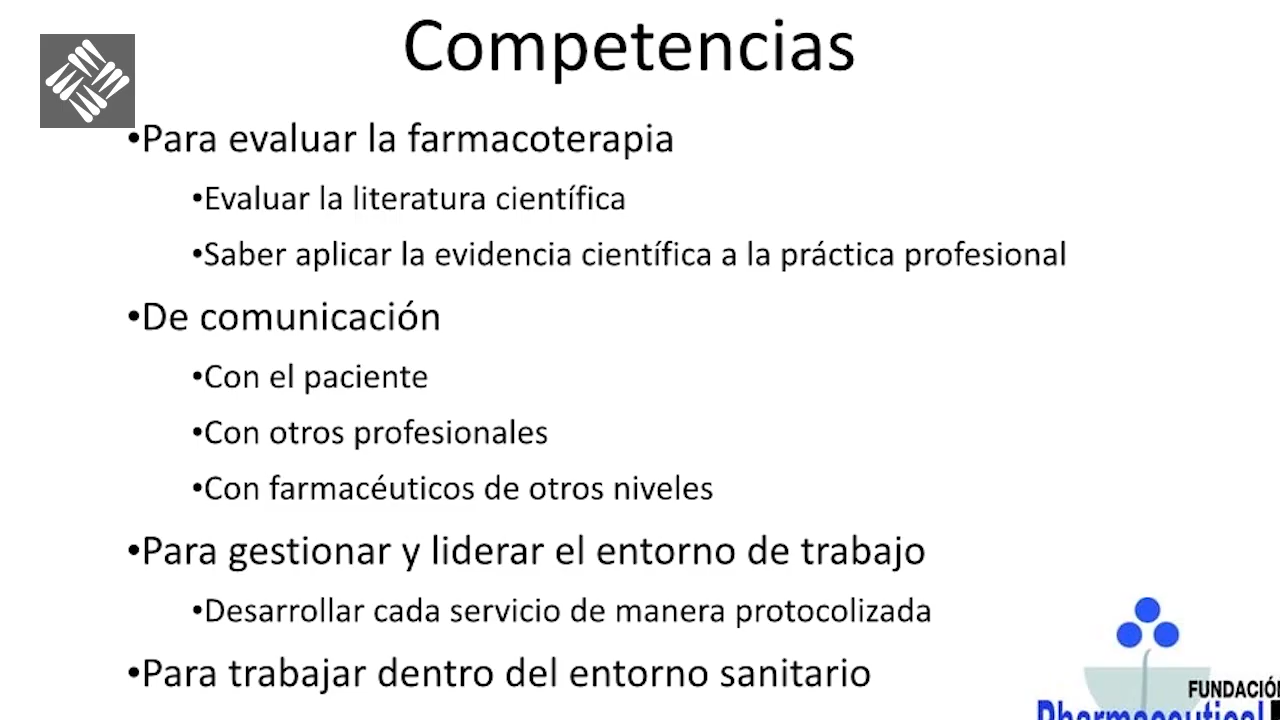 Competencias
•Para evaluar la farmacoterapia
•Evaluar la literatura científica
•Saber aplicar la evidencia científica a la práctica profesional
•De comunicación
•Con el paciente
•Con otros profesionales
•Con farmacéuticos de otros niveles
•Para gestionar y liderar el entorno de trabajo
•Desarrollar cada servicio de manera protocolizada
•Para trabajar dentro del entorno sanitario
FUNDACIÓN
Pharmaceutical